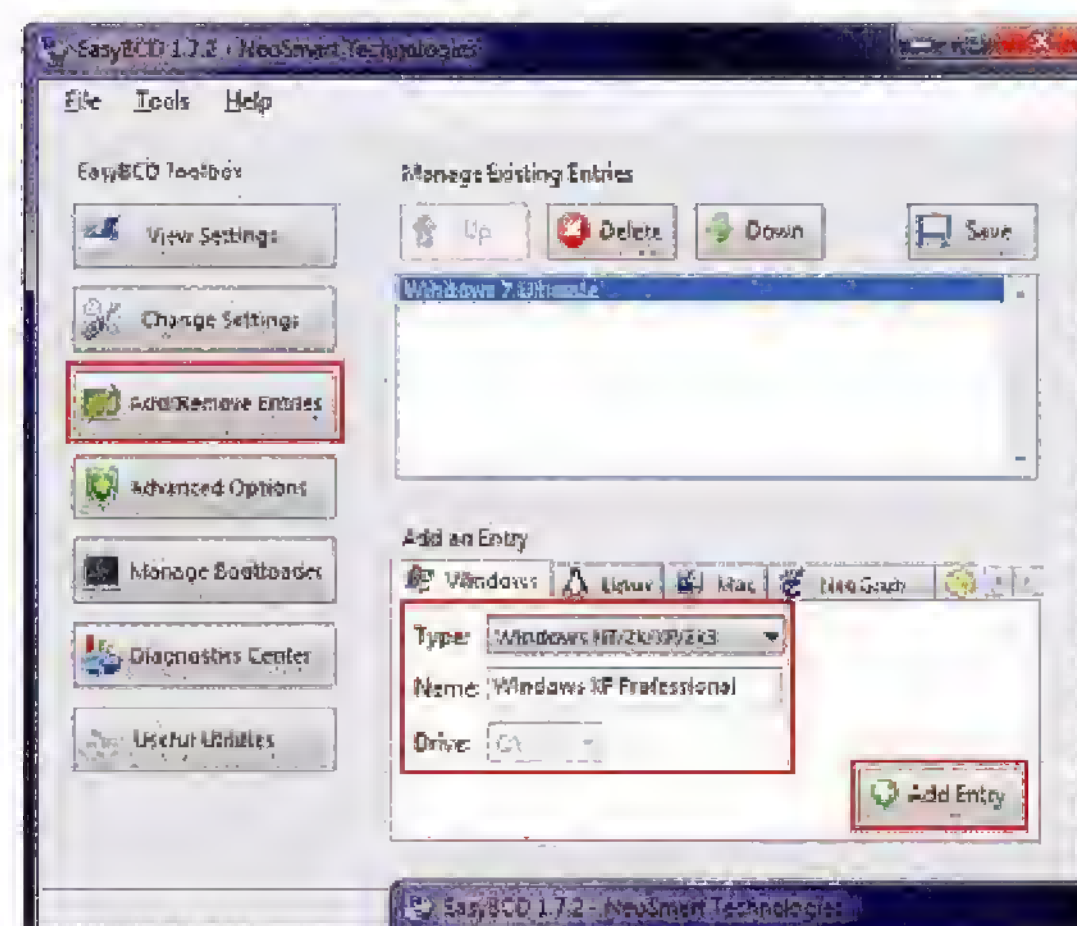 EasyBCD 1.7.2 - NeoSmart Technologies
File Tools Help
EasyBCD Toolbox
View Settings
Change Settings
Add/Remove Entries
Advanced Options
Manage Bootloader
Diagnostics Center
Useful Utilities
Manage Existing Entries
Up Delete Down Save
Windows 7 Ultimate
Add an Entry
Windows Linux Mac NeoGrub
Type: Windows NT/2k/XP/2k3
Name: Windows XP Professional
Drive:
Add Entry
EasyBCD 1.7.2 - NeoSmart Technologies